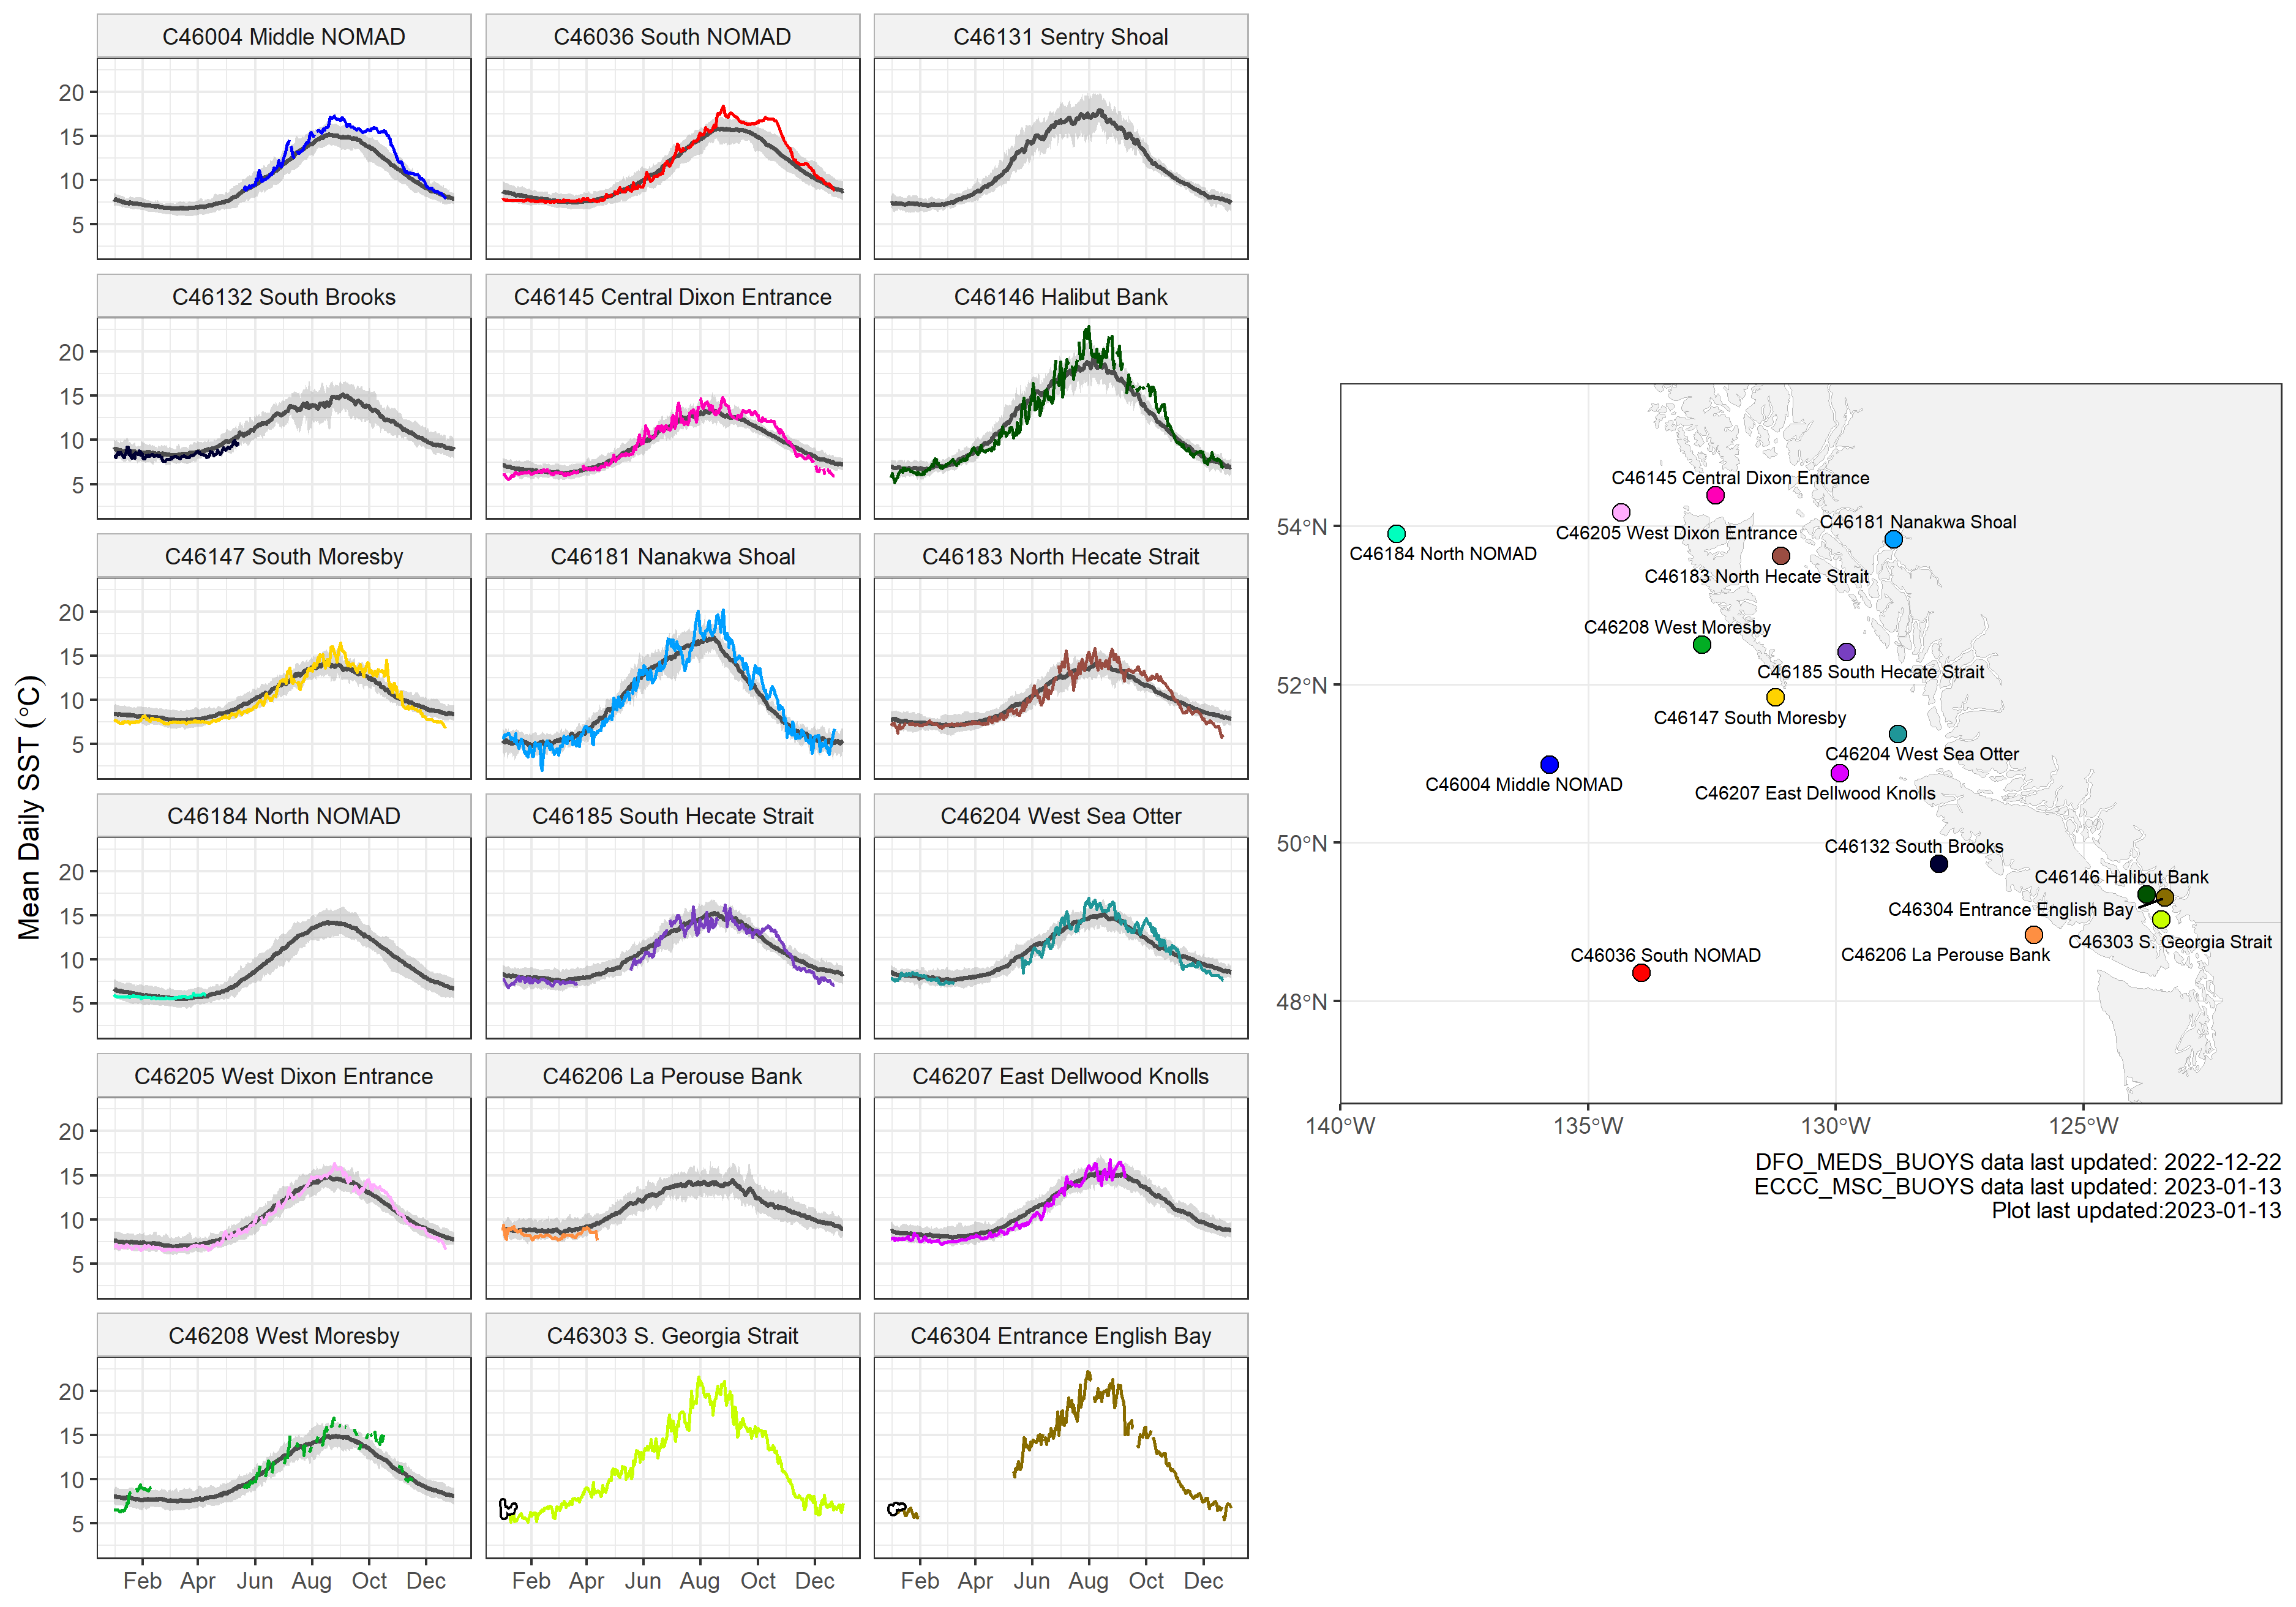 C46004 Middle NOMAD
C46036 South NOMAD
C46131 Sentry Shoal
20
15
10
5
C46132 South Brooks
C46145 Central Dixon Entrance
C46146 Halibut Bank
20
15
10
5
C46147 South Moresby
C46181 Nanakwa Shoal
C46183 North Hecate Strait
20
15
10
5
Mean Daily SST (°C)
C46184 North NOMAD
C46185 South Hecate Strait
C46204 West Sea Otter
20
15
10
5
C46205 West Dixon Entrance
C46206 La Perouse Bank
C46207 East Dellwood Knolls
20
15
10
5
C46208 West Moresby
C46303 S. Georgia Strait
C46304 Entrance English Bay
20
15
10
5
Feb Apr Jun Aug Oct Dec
Feb Apr Jun Aug Oct Dec
Feb Apr Jun Aug Oct Dec
C46145 Central Dixon Entrance
54°N
C46181 Nanakwa Shoal
C46205 West Dixon Entrance
C46184 North NOMAD
C46183 North Hecate Strait
C46208 West Moresby
C46185 South Hecate Strait
52°N
C46147 South Moresby
C46204 West Sea Otter
C46004 Middle NOMAD
C46207 East Dellwood Knolls
50°N
C46132 South Brooks
C46146 Halibut Bank
C46304 Entrance English Bay
C46303 S. Georgia Strait
C46206 La Perouse Bank
C46036 South NOMAD
48°N
140°W
135°W
130°W
125°W
DFO_MEDS_BUOYS data last updated: 2022-12-22
ECCC_MSC_BUOYS data last updated: 2023-01-13
Plot last updated:2023-01-13